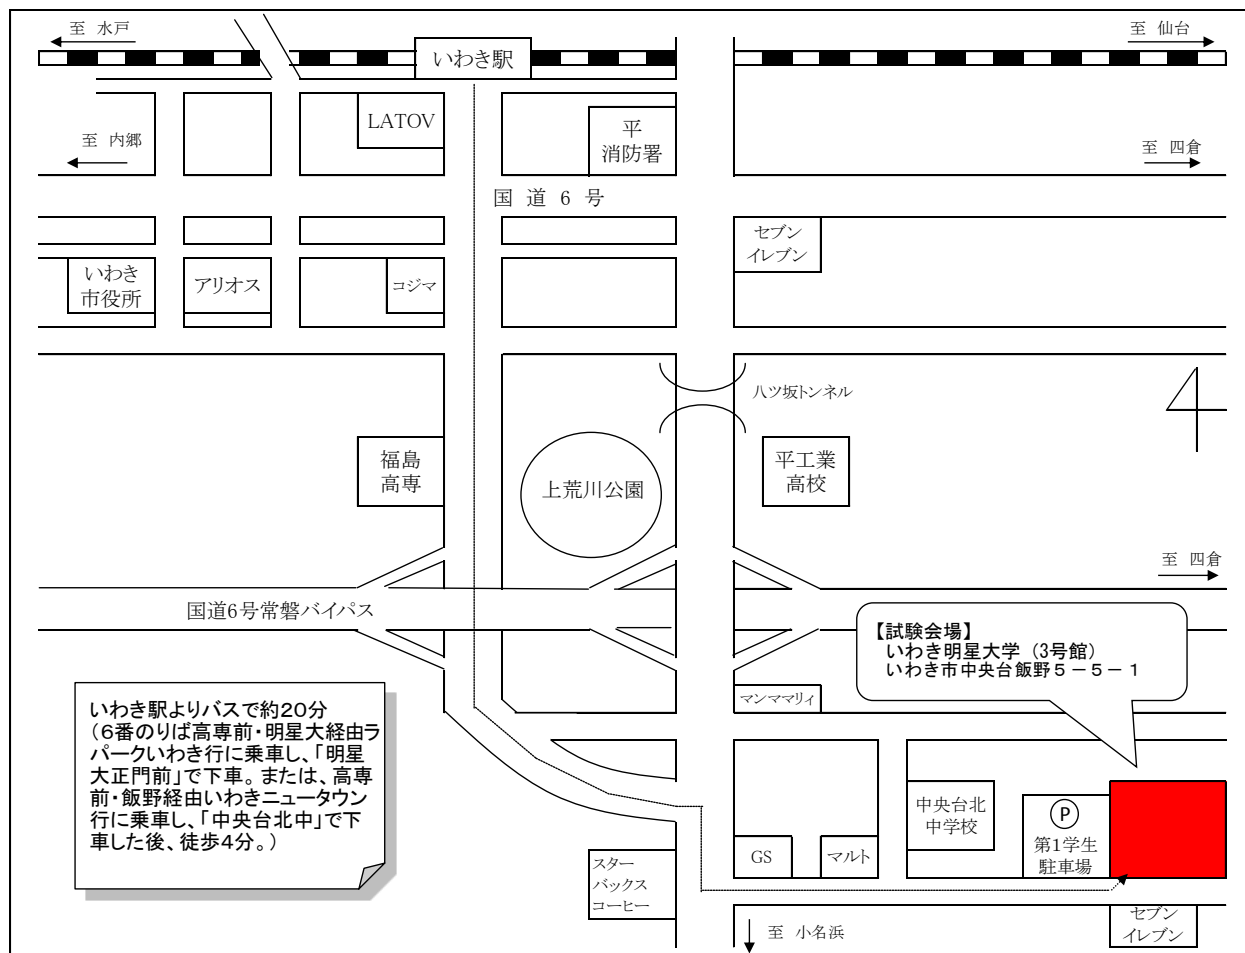 至 水戸
至 仙台
いわき駅
LATOV
平
消防署
至 内郷
至 四倉
国 道 6 号
セブン
イレブン
いわき
市役所
アリオス
コジマ
八ツ坂トンネル
福島
高専
上荒川公園
平工業
高校
至 四倉
国道6号常磐バイパス
【試験会場】
いわき明星大学 (3号館)
いわき市中央台飯野5-5-1
マンママリィ
いわき駅よりバスで約20分
(6番のりば高専前・明星大経由ラ
パークいわき行に乗車し、「明星
大正門前」で下車。または、高専
前・飯野経由いわきニュータウン
行に乗車し、「中央台北中」で下
車した後、徒歩4分。)
中央台北
中学校
P
第1学生
駐車場
GS
マルト
スター
バックス
コーヒー
セブン
イレブン
至 小名浜